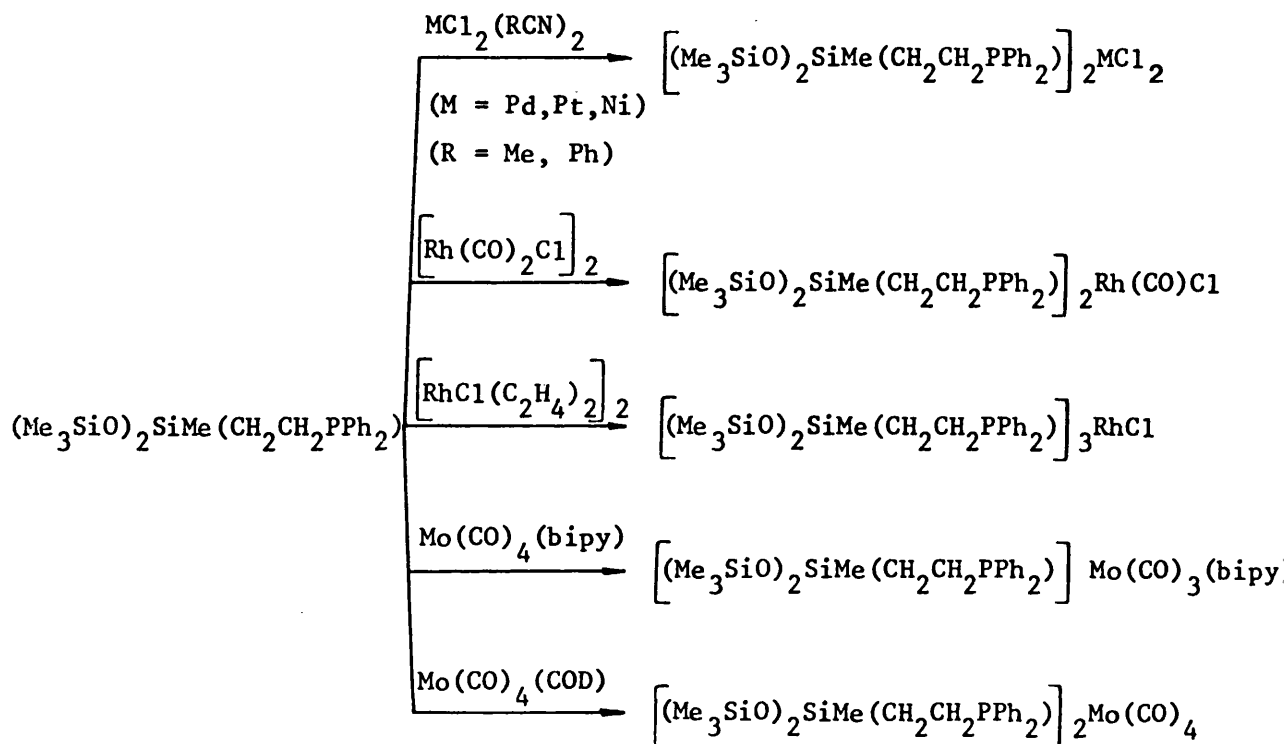 MCl2(RCN)2
[(Me3SiO)2SiMe(CH2CH2PPh2)]2MCl2
(M = Pd,Pt,Ni)
(R = Me, Ph)
[Rh(CO)2Cl]2
[(Me3SiO)2SiMe(CH2CH2PPh2)]2Rh(CO)Cl
[RhCl(C2H4)2]2
(Me3SiO)2SiMe(CH2CH2PPh2)
[(Me3SiO)2SiMe(CH2CH2PPh2)]3RhCl
Mo(CO)4(bipy)
[(Me3SiO)2SiMe(CH2CH2PPh2)] Mo(CO)3(bipy)
Mo(CO)4(COD)
[(Me3SiO)2SiMe(CH2CH2PPh2)]2Mo(CO)4